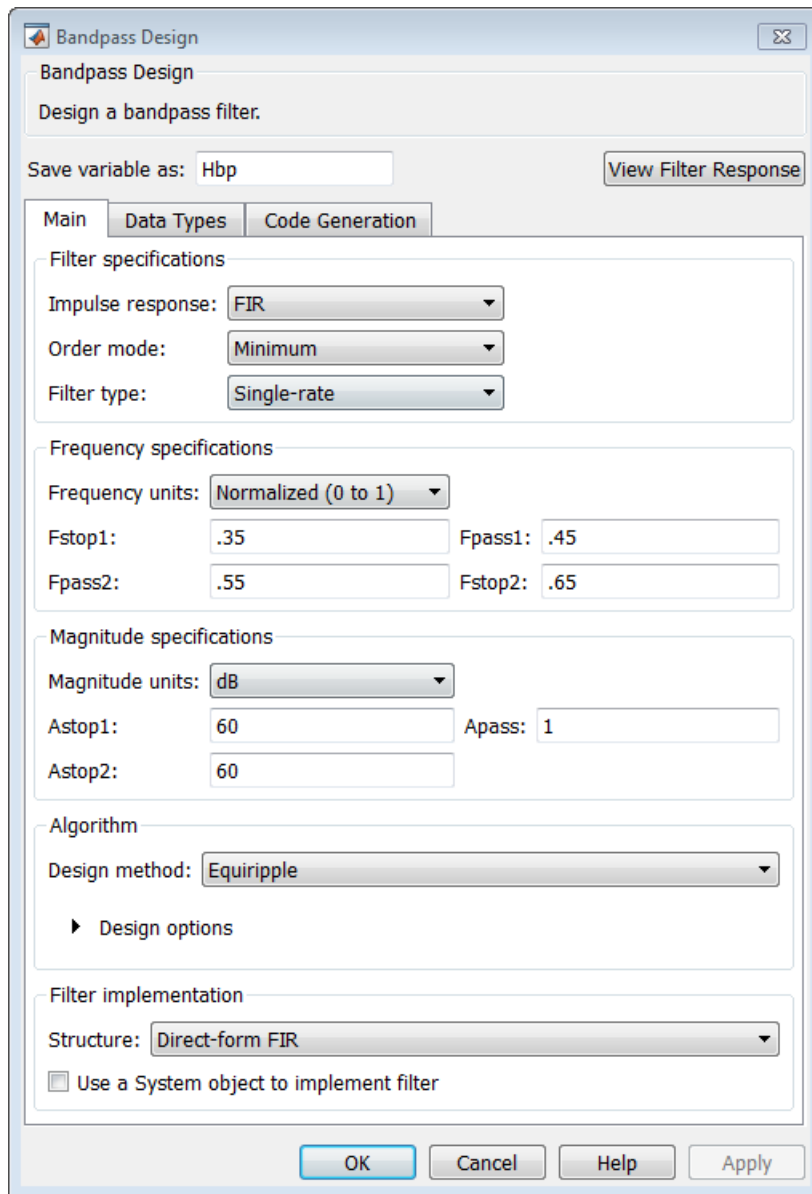 Bandpass Design
Bandpass Design
Design a bandpass filter.
Save variable as: Hbp View Filter Response
Main Data Types Code Generation
Filter specifications
Impulse response: FIR
Order mode: Minimum
Filter type: Single-rate
Frequency specifications
Frequency units: Normalized (0 to 1)
Fstop1: .35 Fpass1: .45
Fpass2: .55 Fstop2: .65
Magnitude specifications
Magnitude units: dB
Astop1: 60 Apass: 1
Astop2: 60
Algorithm
Design method: Equiripple
Design options
Filter implementation
Structure: Direct-form FIR
Use a System object to implement filter
OK Cancel Help Apply